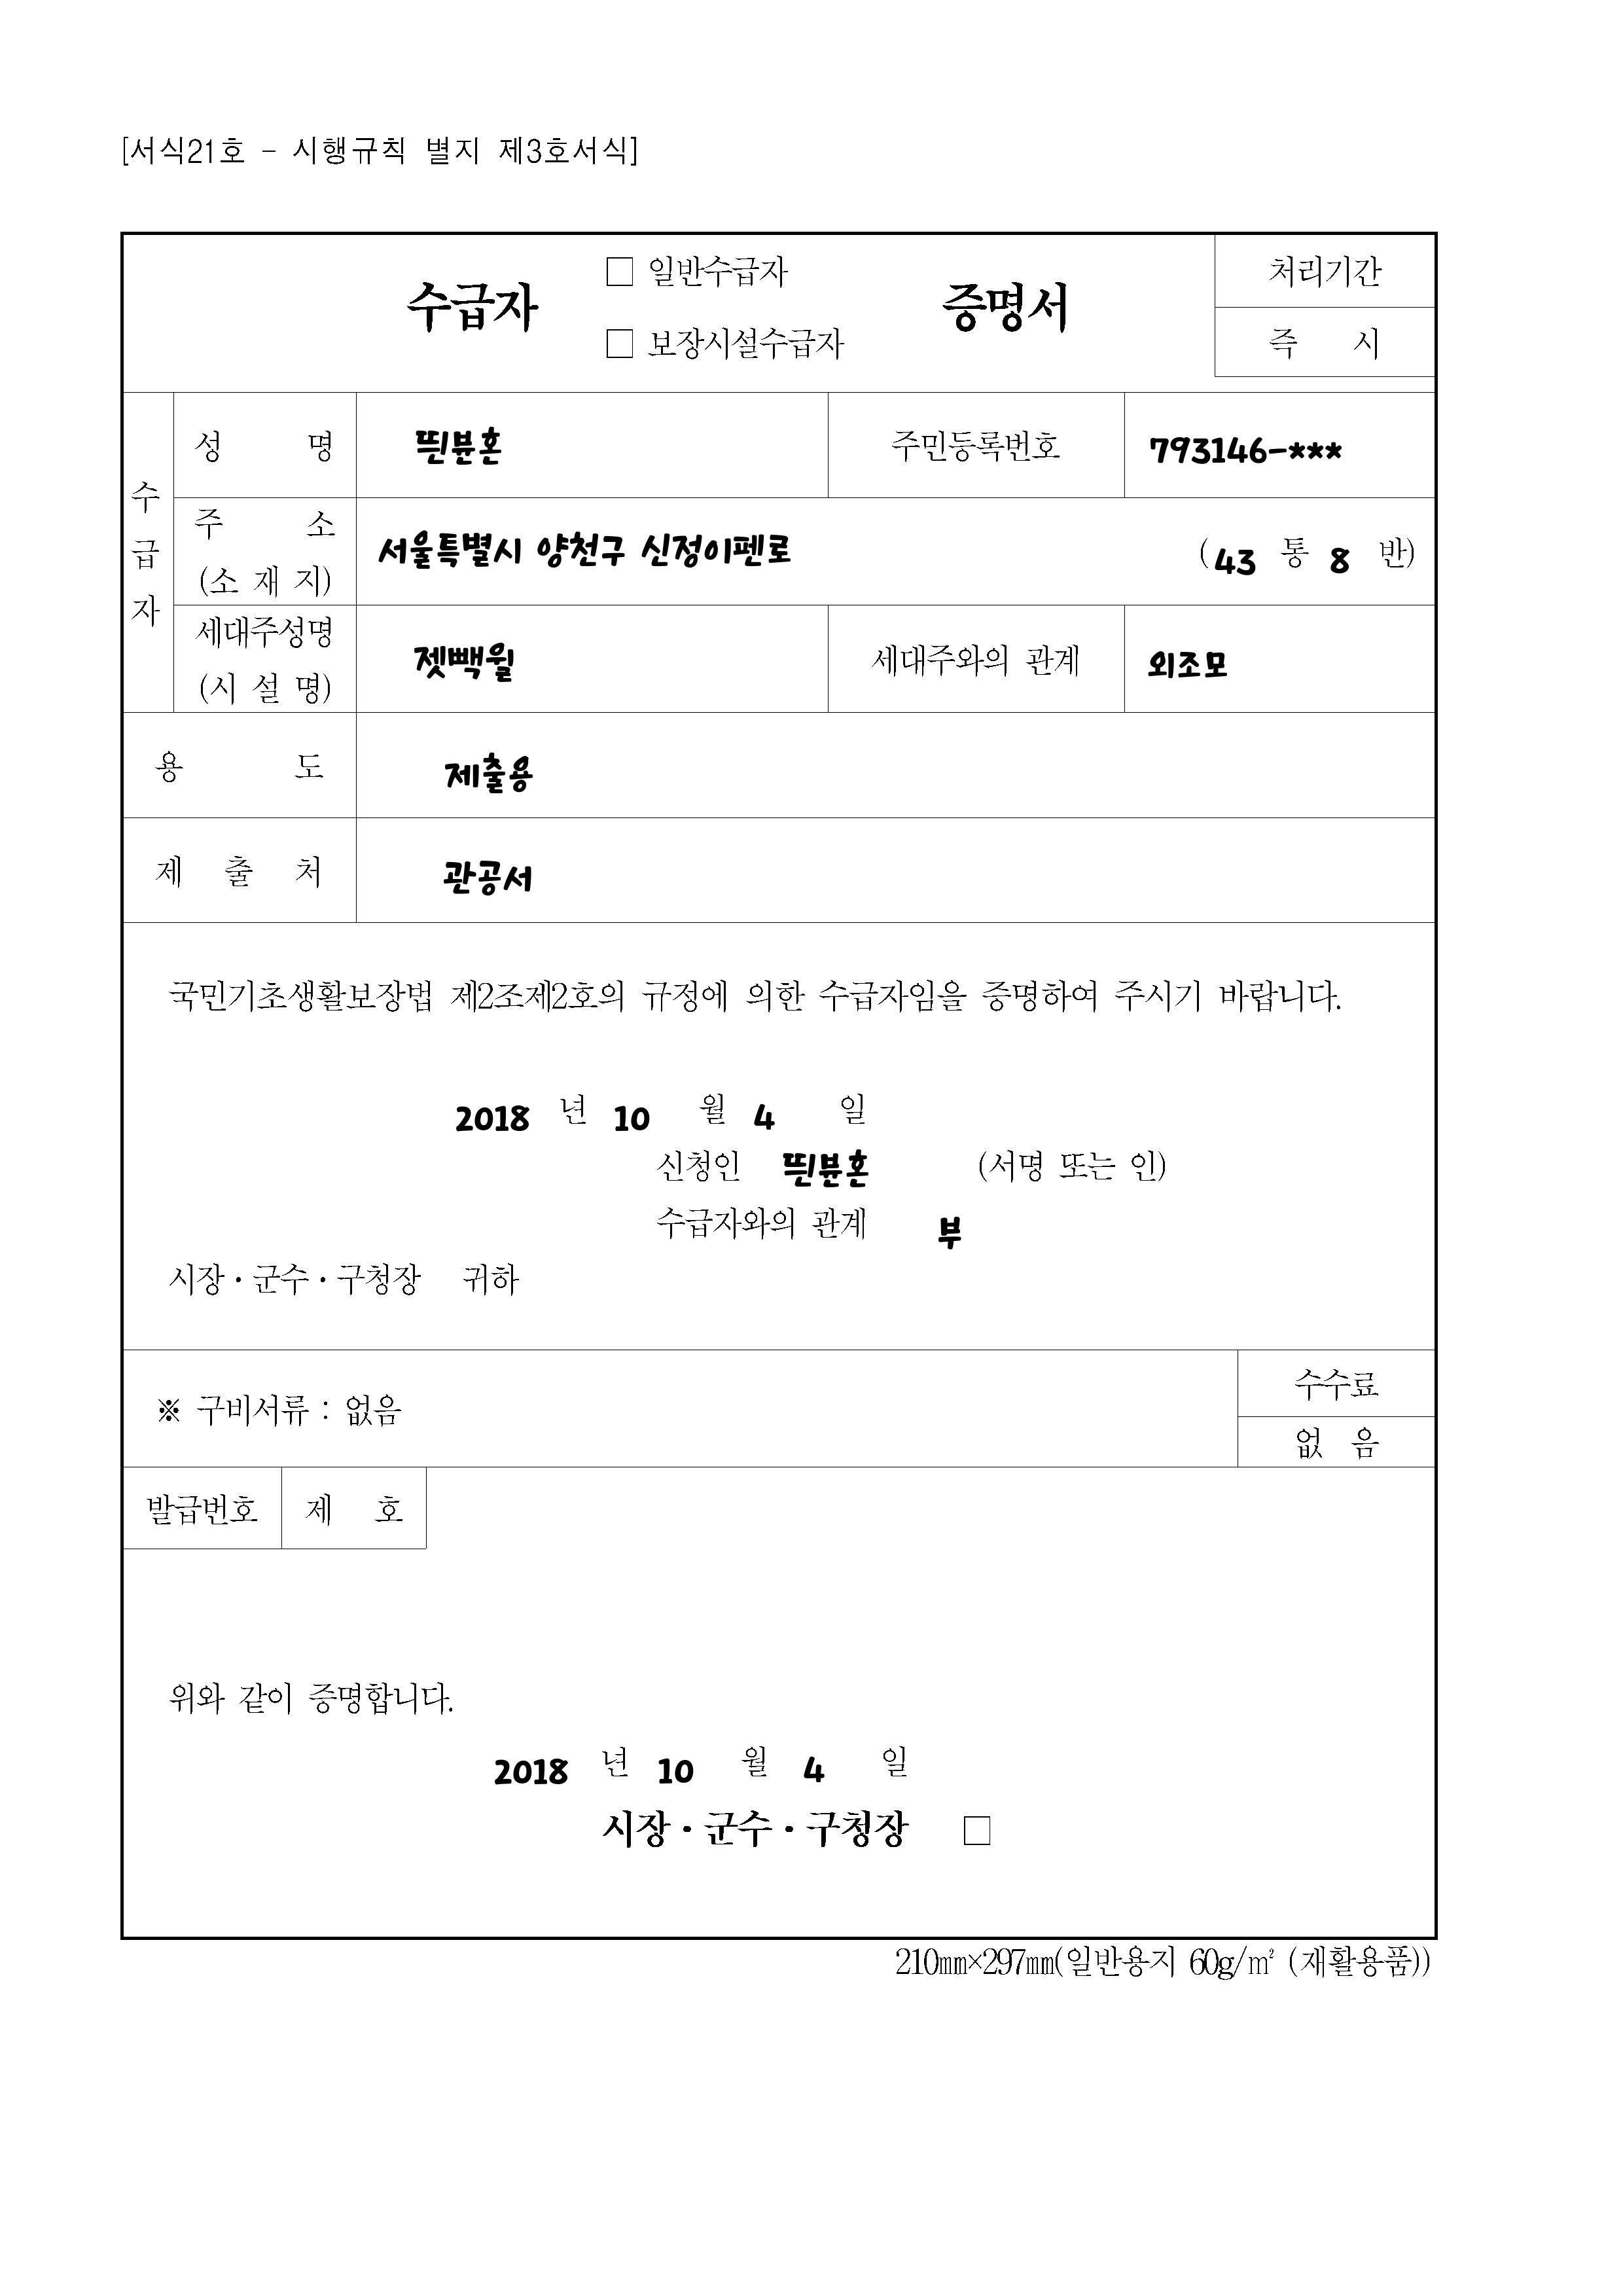 [서식21호 - 시행규칙 별지 제3호서식]
수급자 □ 일반수급자 □ 보장시설수급자 증명서
처리기간
즉 시
수급자
성 명 띈뷴혼 주민등록번호 793146-***
주 소 (소 재 지) 서울특별시 양천구 신정이펜로 (43 통 8 반)
세대주성명 (시 설 명) 젯빽윌 세대주와의 관계 외조모
용 도 제출용
제 출 처 관공서
국민기초생활보장법 제2조제2호의 규정에 의한 수급자임을 증명하여 주시기 바랍니다.
2018 년 10 월 4 일
신청인 띈뷴혼 (서명 또는 인)
수급자와의 관계 부
시장·군수·구청장 귀하
※ 구비서류 : 없음
수수료
없 음
발급번호 제 호
위와 같이 증명합니다.
2018 년 10 월 4 일
시장·군수·구청장 □
210㎜×297㎜(일반용지 60g/㎡ (재활용품))